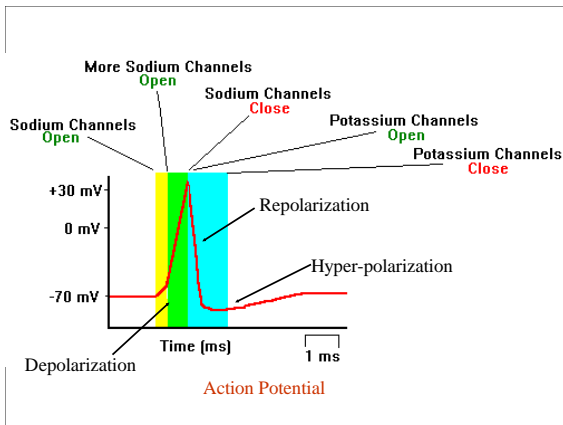 More Sodium Channels
Open
Sodium Channels
Close
Sodium Channels
Open
Potassium Channels
Open
Potassium Channels
Close
+30 mV
0 mV
-70 mV
Repolarization
Hyper-polarization
Depolarization
Time (ms)
1 ms
Action Potential